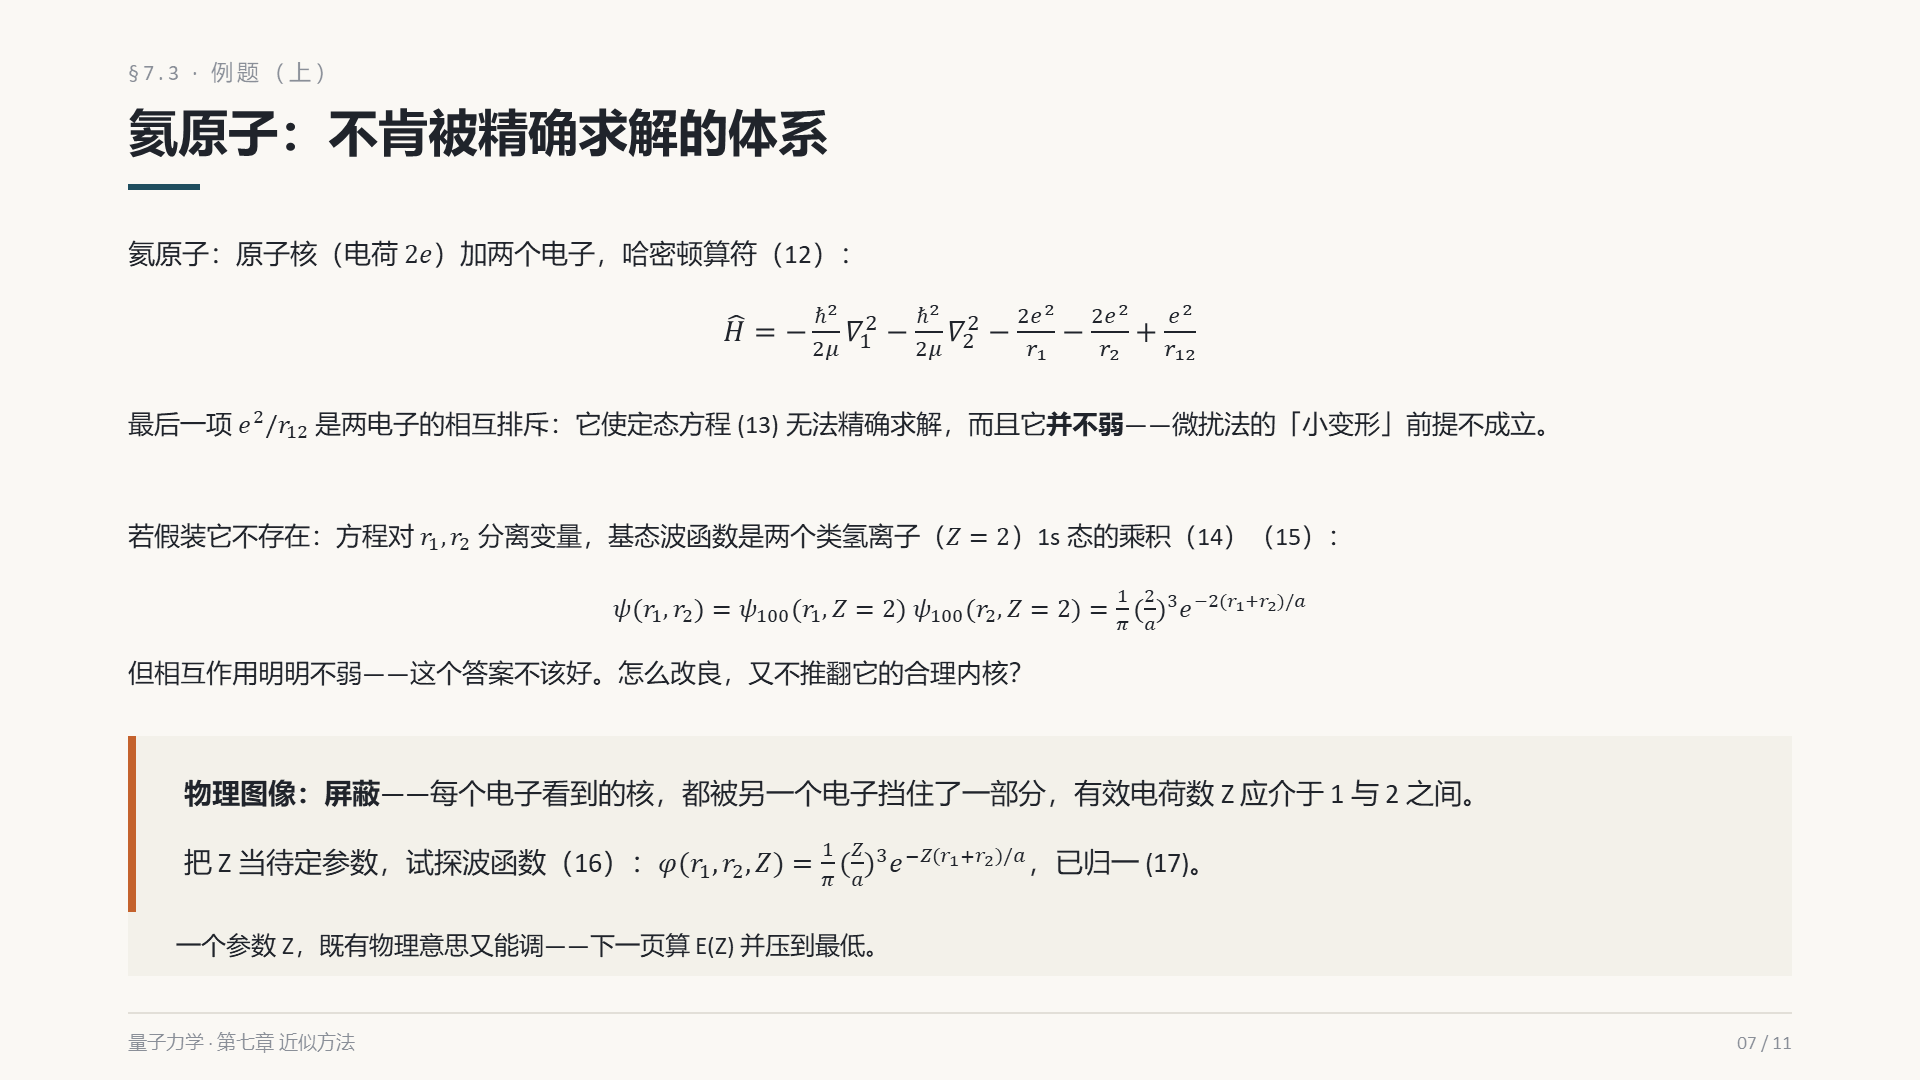 §7.3 · 例题（上）
氦原子：不肯被精确求解的体系
氦原子：原子核（电荷 2e）加两个电子，哈密顿算符（12）：
Ĥ = −ℏ²/2μ ∇₁² − ℏ²/2μ ∇₂² − 2e²/r₁ − 2e²/r₂ + e²/r₁₂
最后一项 e²/r₁₂ 是两电子的相互排斥：它使定态方程 (13) 无法精确求解，而且它并不弱——微扰法的「小变形」前提不成立。
若假装它不存在：方程对 r₁, r₂ 分离变量，基态波函数是两个类氢离子（Z = 2）1s 态的乘积（14）（15）：
ψ(r₁, r₂) = ψ₁₀₀(r₁, Z = 2) ψ₁₀₀(r₂, Z = 2) = 1/π (2/a)³ e^{−2(r₁+r₂)/a}
但相互作用明明不弱——这个答案不该好。怎么改良，又不推翻它的合理内核？
物理图像：屏蔽——每个电子看到的核，都被另一个电子挡住了一部分，有效电荷数 Z 应介于 1 与 2 之间。
把 Z 当待定参数，试探波函数（16）：φ(r₁, r₂, Z) = 1/π (Z/a)³ e^{−Z(r₁+r₂)/a}，已归一 (17)。
一个参数 Z，既有物理意思又能调——下一页算 E(Z) 并压到最低。
量子力学 · 第七章 近似方法
07 / 11